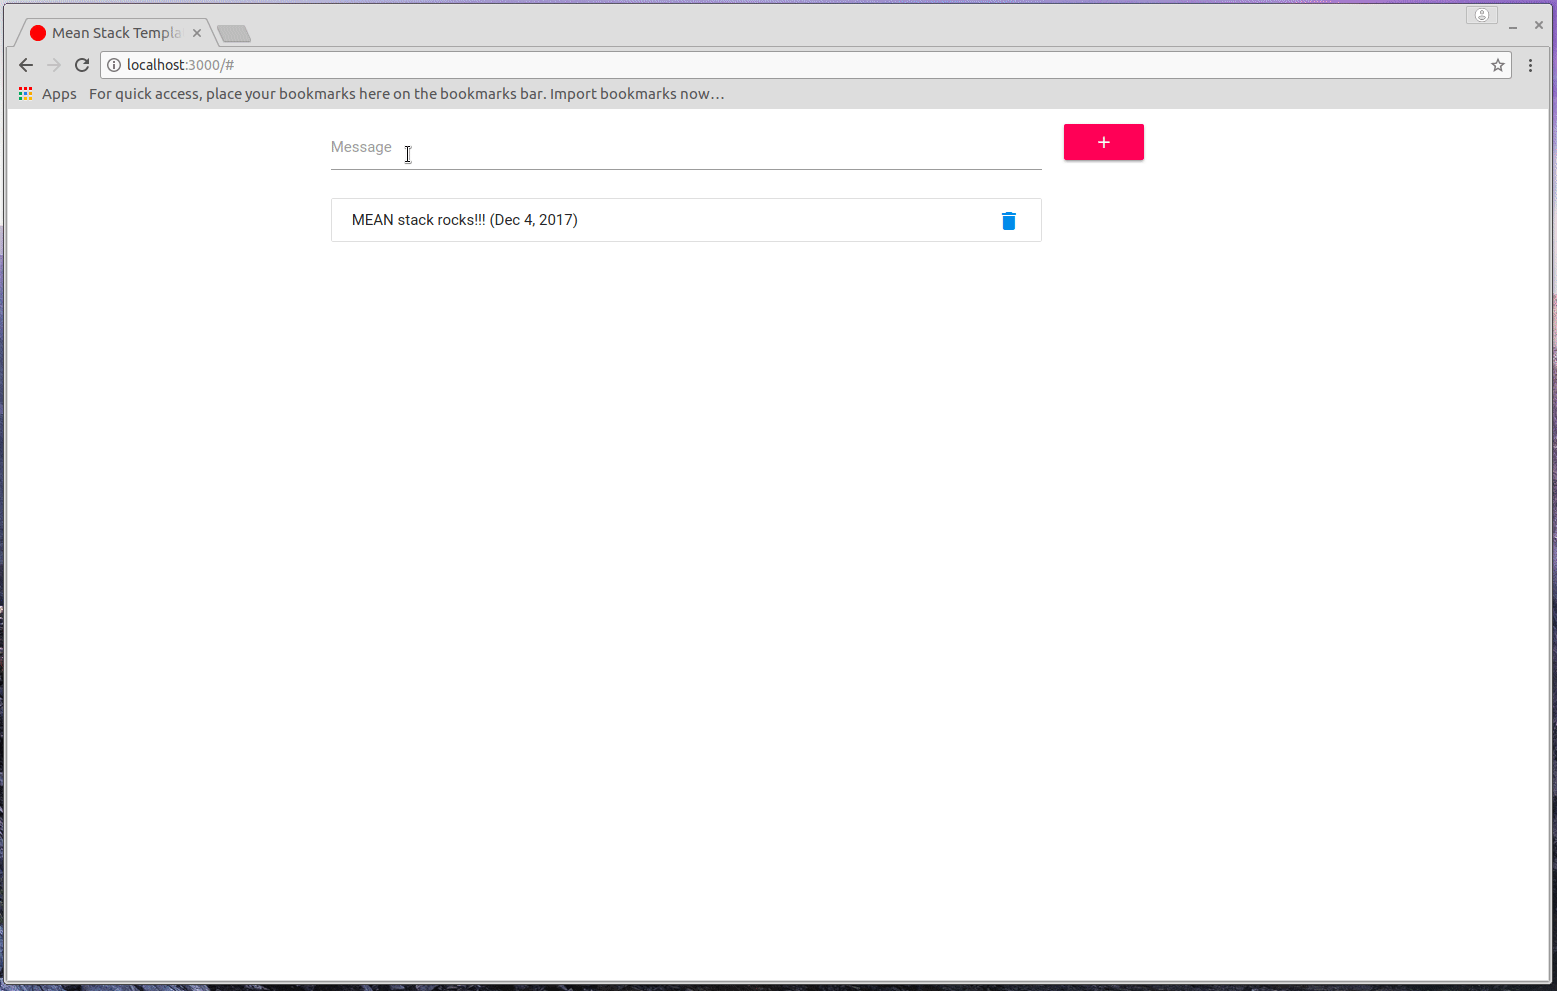 Mean Stack Templa
localhost:3000/#
Apps For quick access, place your bookmarks here on the bookmarks bar. Import bookmarks now...
Message
+
MEAN stack rocks!!! (Dec 4, 2017)